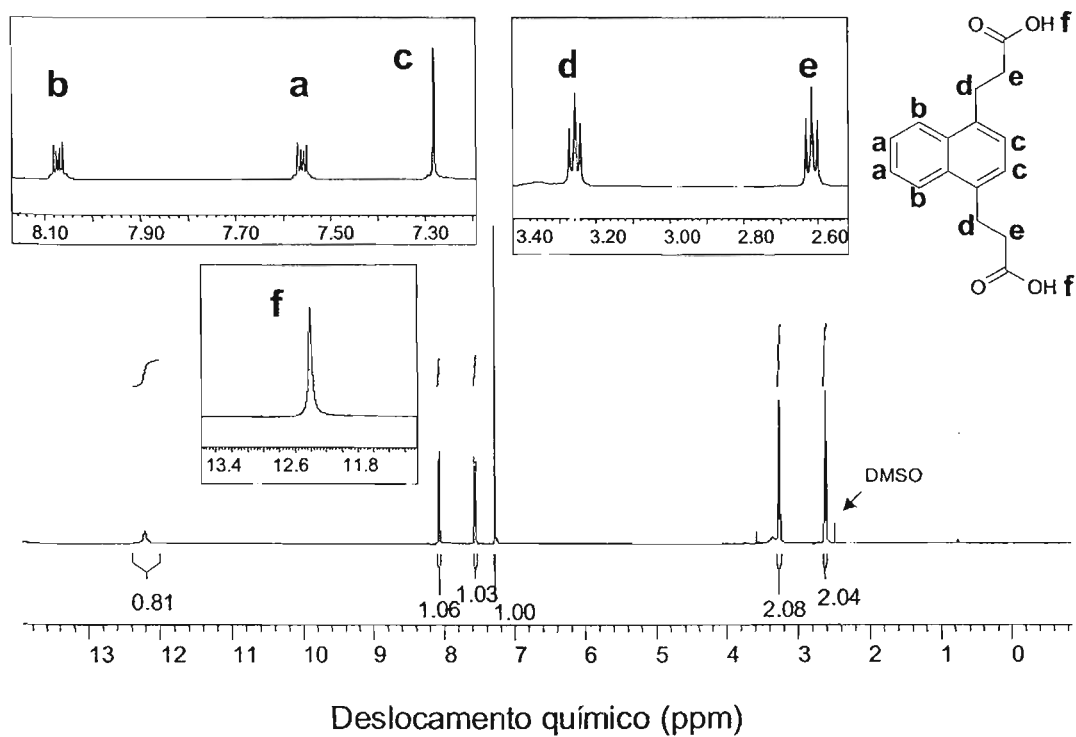 b
a
c
8.10 7.90 7.70 7.50 7.30
d
e
3.40 3.20 3.00 2.80 2.60
O
OH f
e
d
b
a
c
a
c
b
d
e
O
OH f
f
13.4 12.6 11.8
DMSO
0.81
1.06
1.03
1.00
2.08
2.04
13 12 11 10 9 8 7 6 5 4 3 2 1 0
Deslocamento químico (ppm)